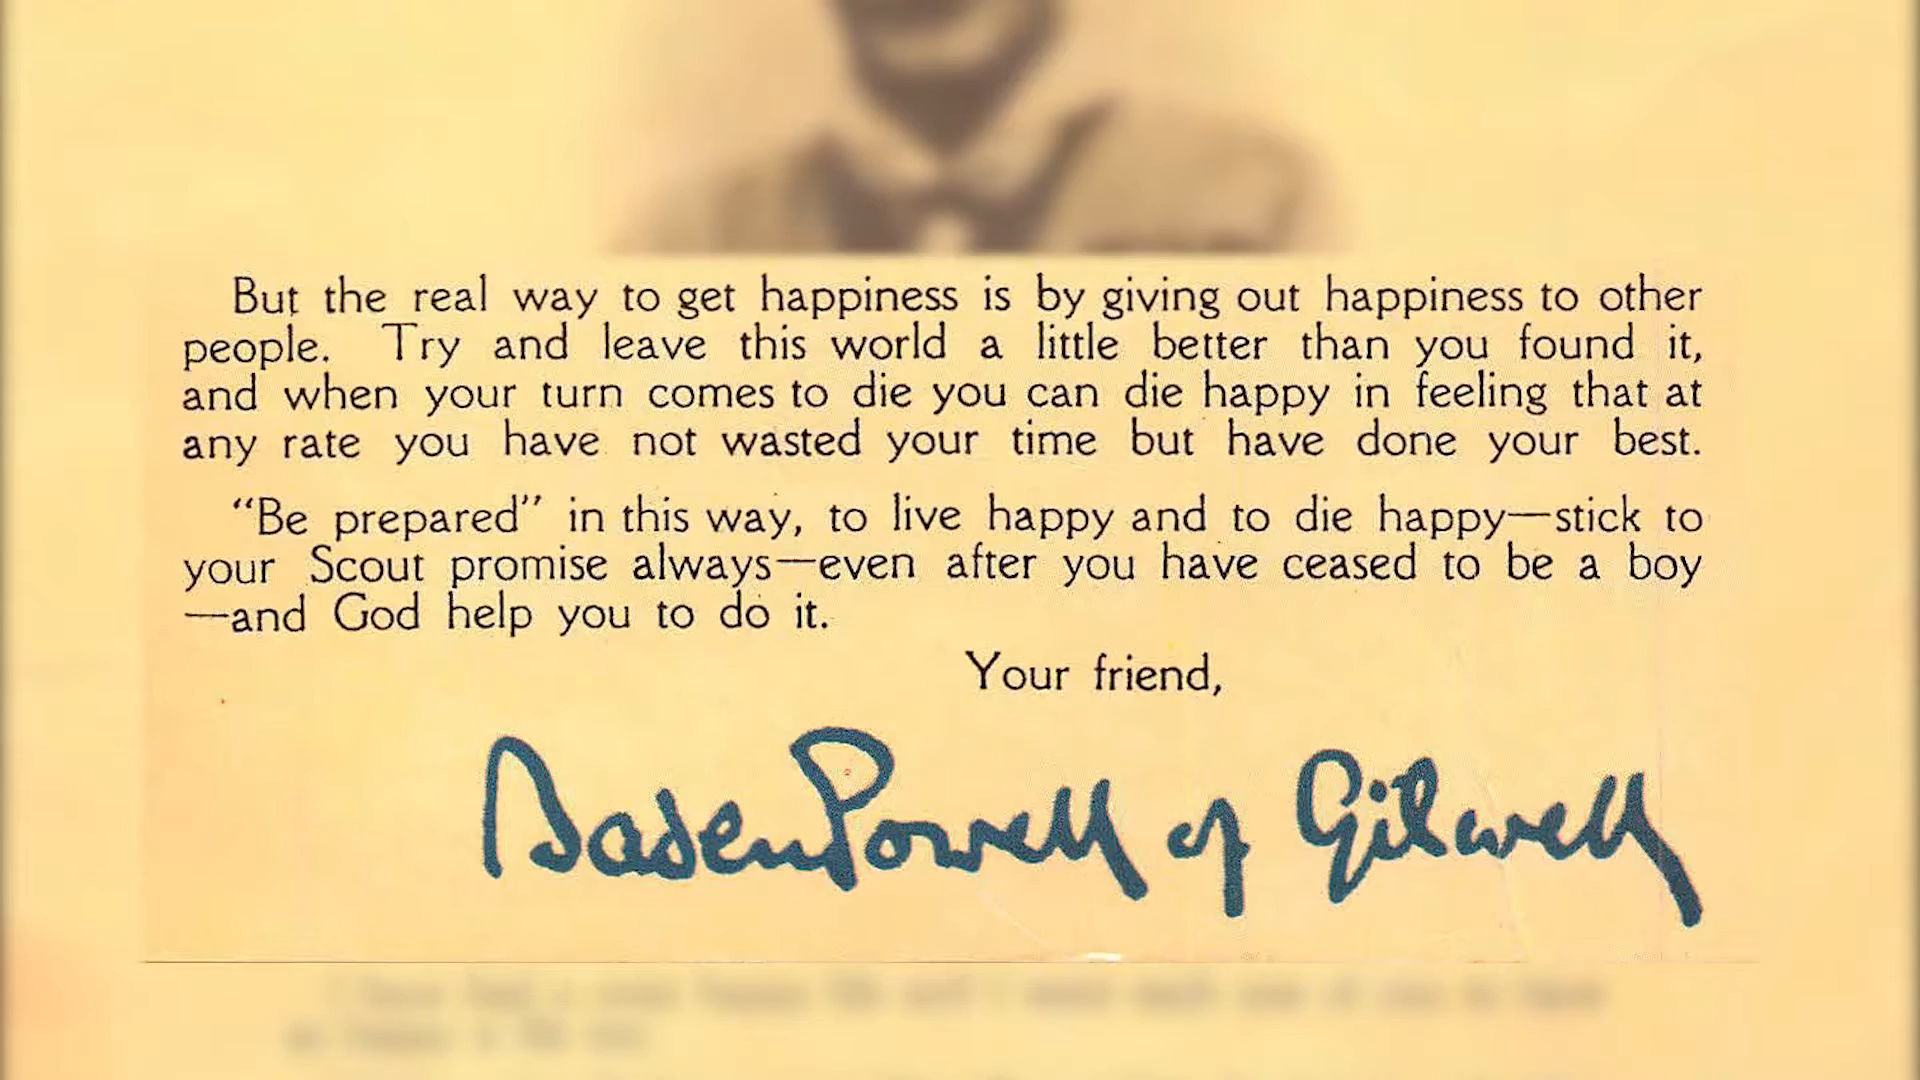 But the real way to get happiness is by giving out happiness to other
people. Try and leave this world a little better than you found it,
and when your turn comes to die you can die happy in feeling that at
any rate you have not wasted your time but have done your best.
“Be prepared” in this way, to live happy and to die happy—stick to
your Scout promise always—even after you have ceased to be a boy
—and God help you to do it.
Your friend,
Baden Powell of Gilwell